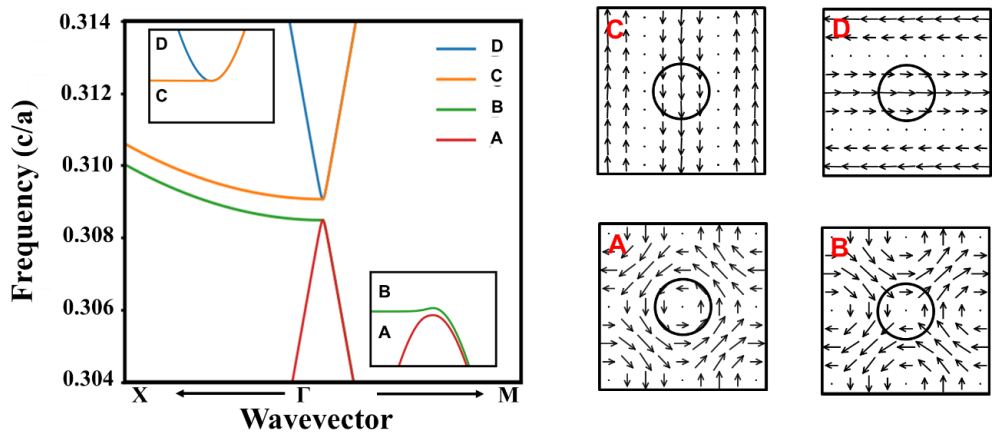 0.314
0.312
0.310
0.308
0.306
0.304
Frequency (c/a)
D
C
D
C
B
A
B
A
X
Γ
M
Wavevector
C
D
A
B